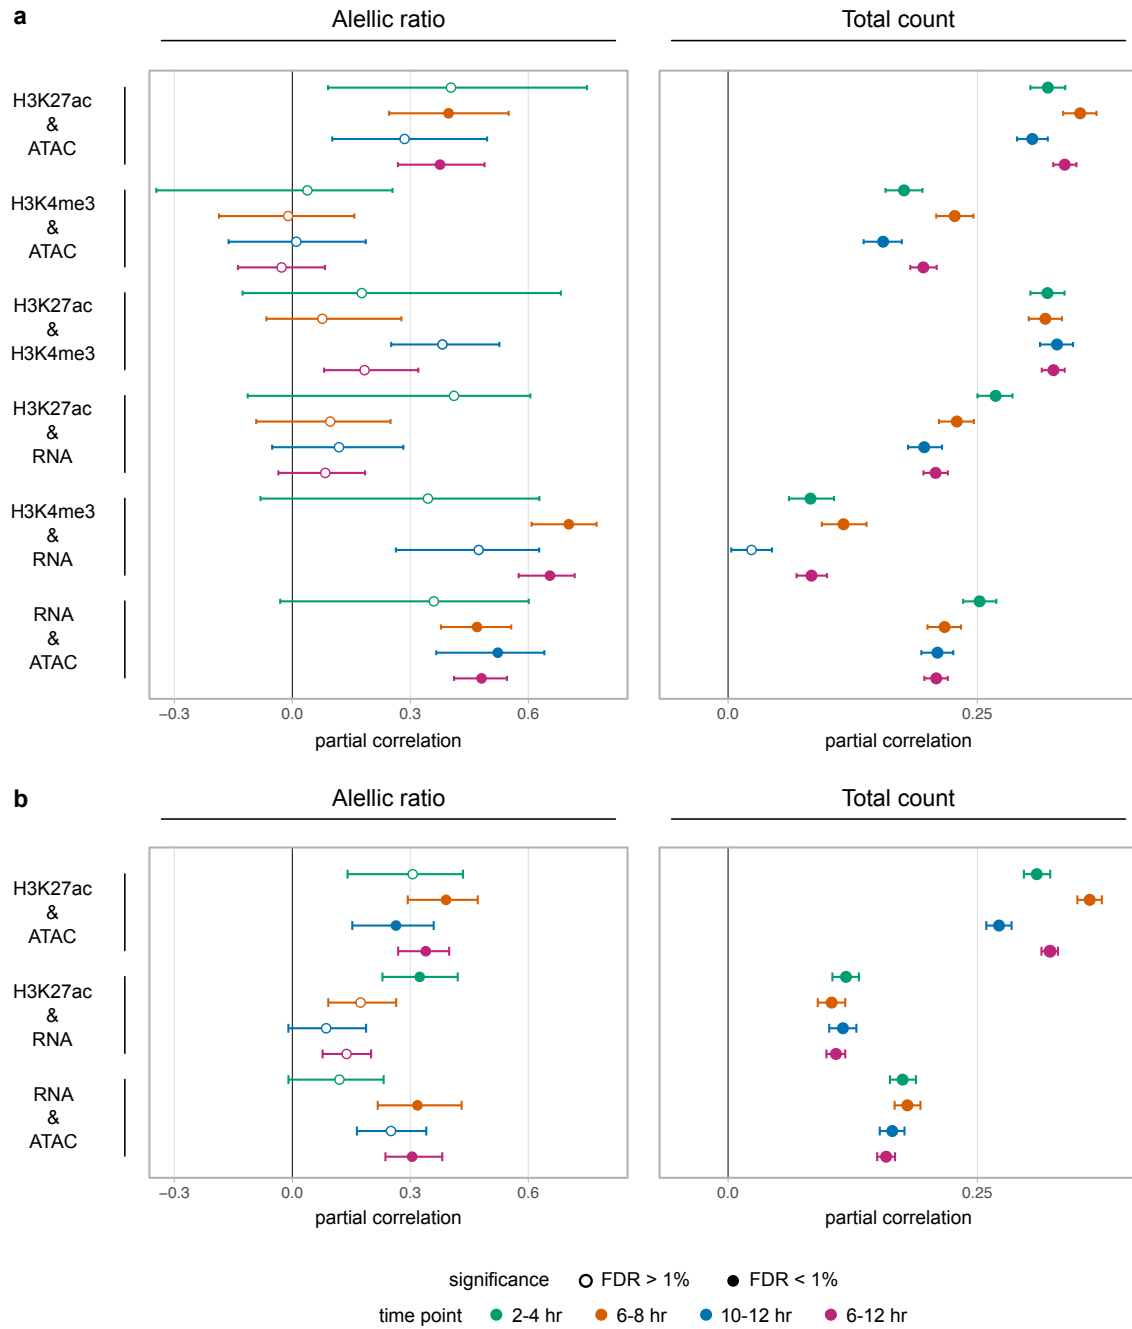 a
Alellic ratio
Total count
H3K27ac
&
ATAC
H3K4me3
&
ATAC
H3K27ac
&
H3K4me3
H3K27ac
&
RNA
H3K4me3
&
RNA
RNA
&
ATAC
−0.3 0.0 0.3 0.6
0.0 0.25
partial correlation
partial correlation
b
Alellic ratio
Total count
H3K27ac
&
ATAC
H3K27ac
&
RNA
RNA
&
ATAC
−0.3 0.0 0.3 0.6
0.0 0.25
partial correlation
partial correlation
significance FDR > 1% FDR < 1%
time point 2-4 hr 6-8 hr 10-12 hr 6-12 hr